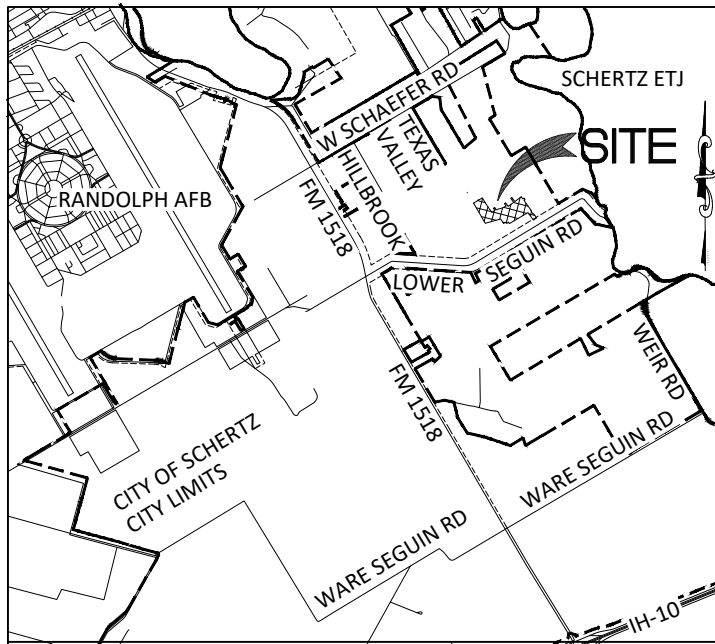 SCHERTZ ETJ
W SCHAEFER RD
TEXAS
VALLEY
SITE
HILLBROOK
RANDOLPH AFB
FM 1518
SEGUIN RD
LOWER
WEIR RD
FM 1518
CITY OF SCHERTZ
CITY LIMITS
WARE SEGUIN RD
WARE SEGUIN RD
IH-10